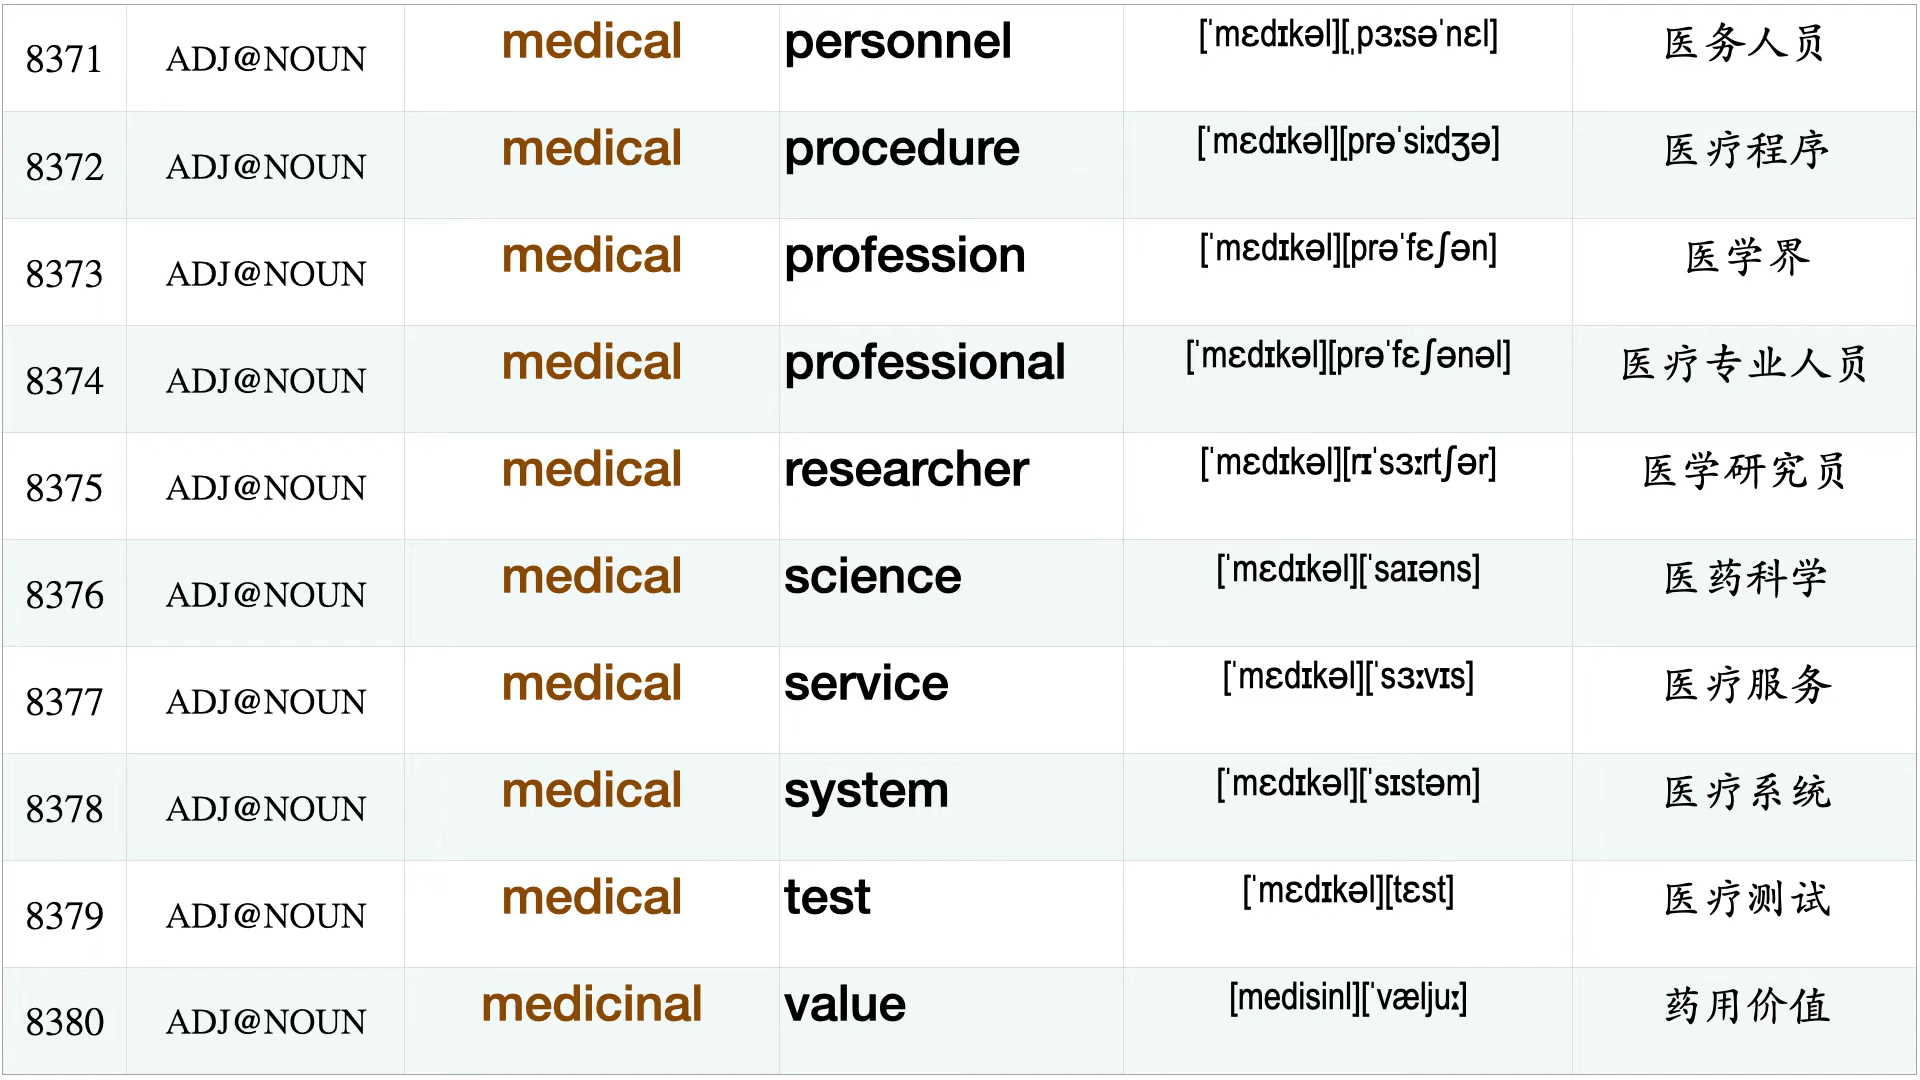 8371 ADJ@NOUN medical personnel [ˈmɛdɪkəl][ˌpɜːsəˈnɛl] 医务人员
8372 ADJ@NOUN medical procedure [ˈmɛdɪkəl][prəˈsiːdʒə] 医疗程序
8373 ADJ@NOUN medical profession [ˈmɛdɪkəl][prəˈfɛʃən] 医学界
8374 ADJ@NOUN medical professional [ˈmɛdɪkəl][prəˈfɛʃənəl] 医疗专业人员
8375 ADJ@NOUN medical researcher [ˈmɛdɪkəl][rɪˈsɜːrtʃər] 医学研究员
8376 ADJ@NOUN medical science [ˈmɛdɪkəl][ˈsaɪəns] 医药科学
8377 ADJ@NOUN medical service [ˈmɛdɪkəl][ˈsɜːvɪs] 医疗服务
8378 ADJ@NOUN medical system [ˈmɛdɪkəl][ˈsɪstəm] 医疗系统
8379 ADJ@NOUN medical test [ˈmɛdɪkəl][tɛst] 医疗测试
8380 ADJ@NOUN medicinal value [medisinl][ˈvæljuː] 药用价值